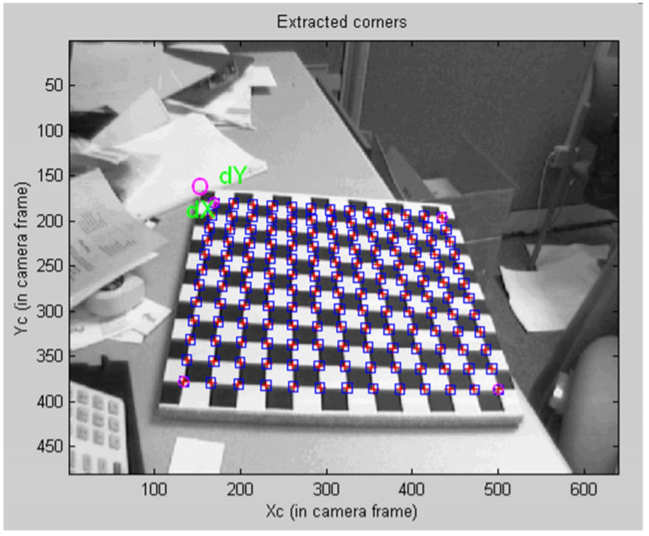 Extracted corners
50
100
150
200
250
300
350
400
450
Yc (in camera frame)
O
dY
dX
100
200
300
400
500
600
Xc (in camera frame)